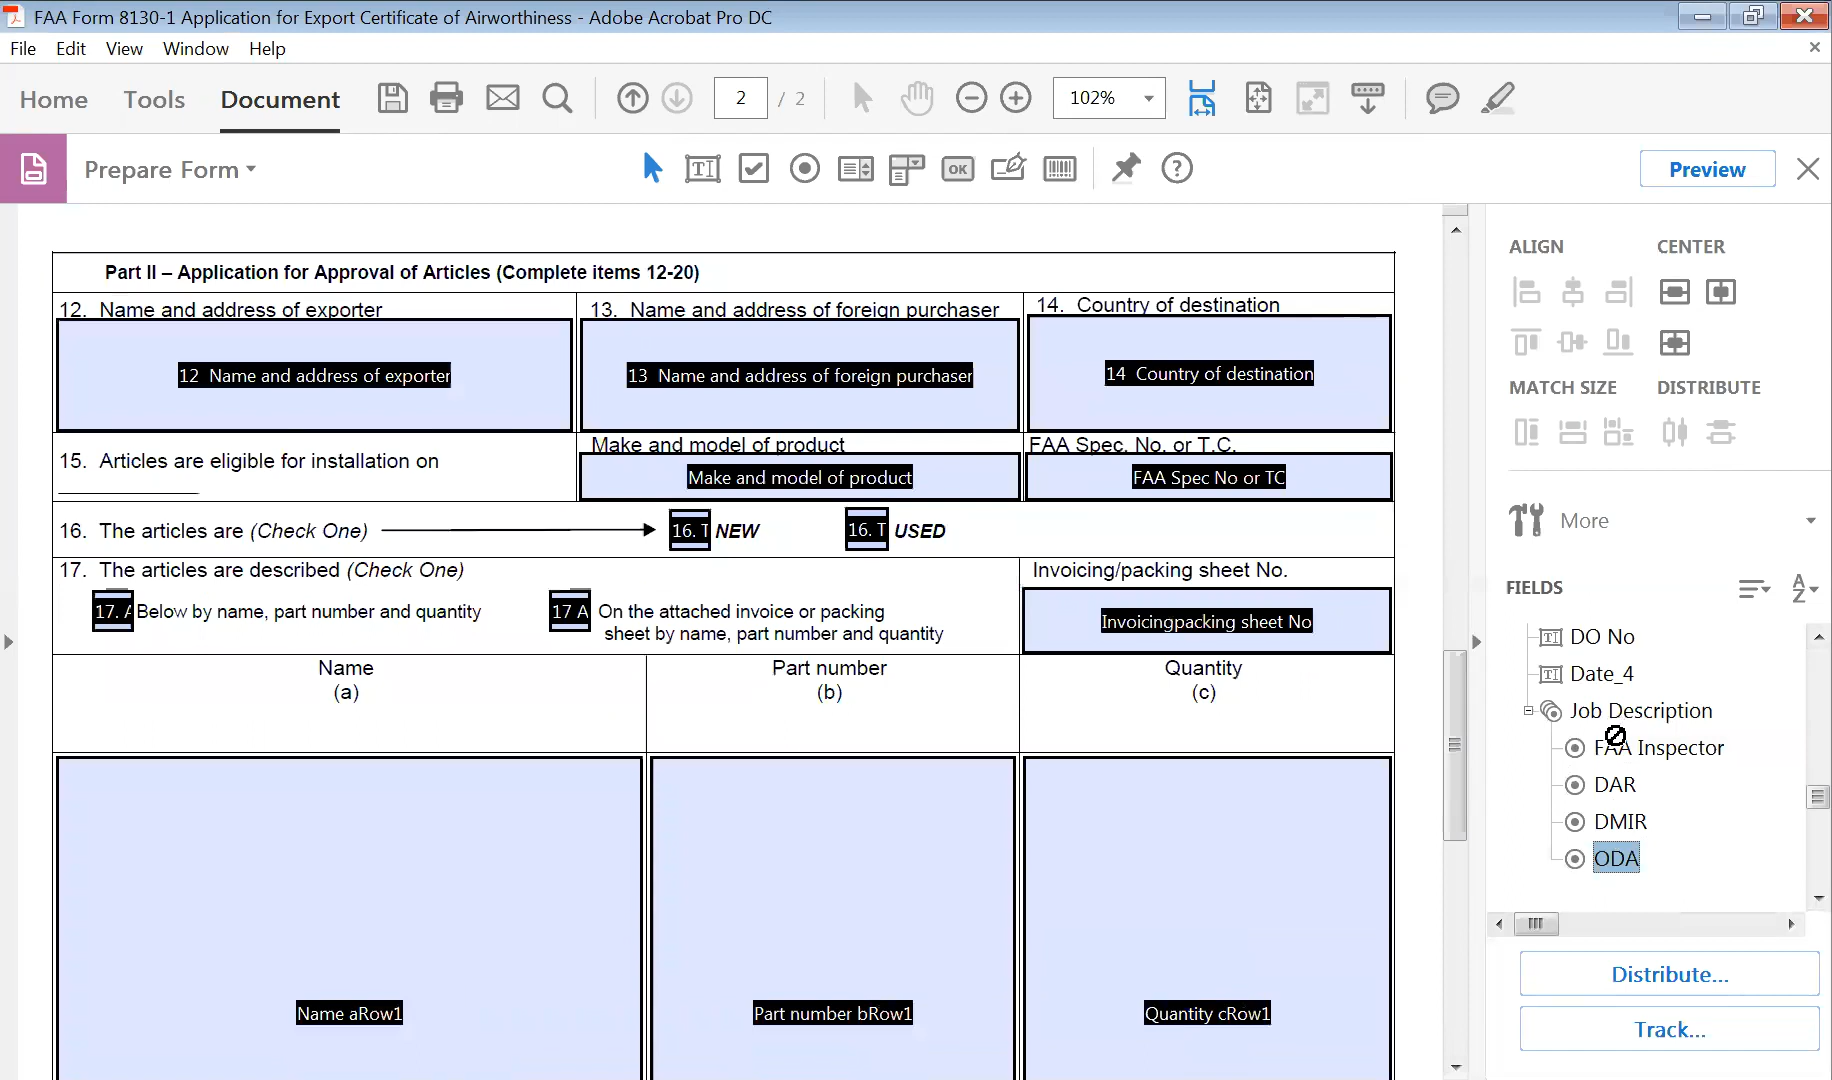 FAA Form 8130-1 Application for Export Certificate of Airworthiness - Adobe Acrobat Pro DC
File Edit View Window Help
Home Tools Document 2 / 2 102%
Prepare Form OK Preview
Part II – Application for Approval of Articles (Complete items 12-20)
12. Name and address of exporter
13. Name and address of foreign purchaser
14. Country of destination
12 Name and address of exporter
13 Name and address of foreign purchaser
14 Country of destination
15. Articles are eligible for installation on
Make and model of product
FAA Spec. No. or T.C.
Make and model of product
FAA Spec No or TC
16. The articles are (Check One)
16. T NEW
16. T USED
17. The articles are described (Check One)
Invoicing/packing sheet No.
17. A Below by name, part number and quantity
17 A On the attached invoice or packing
sheet by name, part number and quantity
Invoicingpacking sheet No
Name
(a)
Part number
(b)
Quantity
(c)
Name aRow1
Part number bRow1
Quantity cRow1
ALIGN
CENTER
MATCH SIZE
DISTRIBUTE
More
FIELDS
A
Z
DO No
Date_4
Job Description
FAA Inspector
DAR
DMIR
ODA
Distribute...
Track...